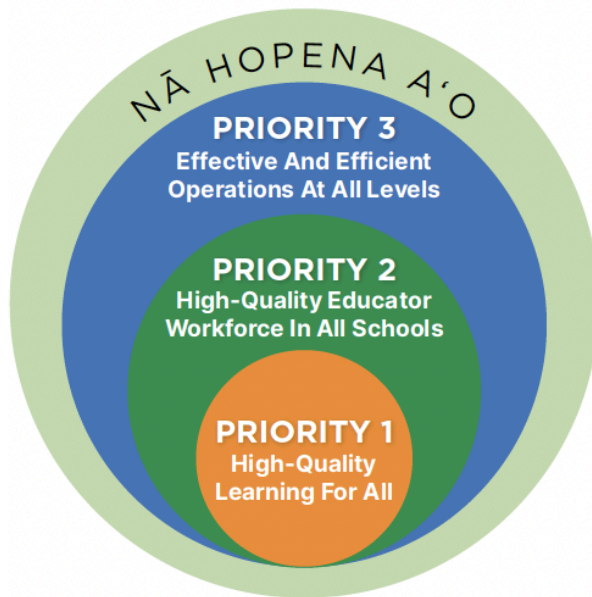 NĀ HOPENA AʻO
PRIORITY 3
Effective And Efficient
Operations At All Levels
PRIORITY 2
High-Quality Educator
Workforce In All Schools
PRIORITY 1
High-Quality
Learning For All